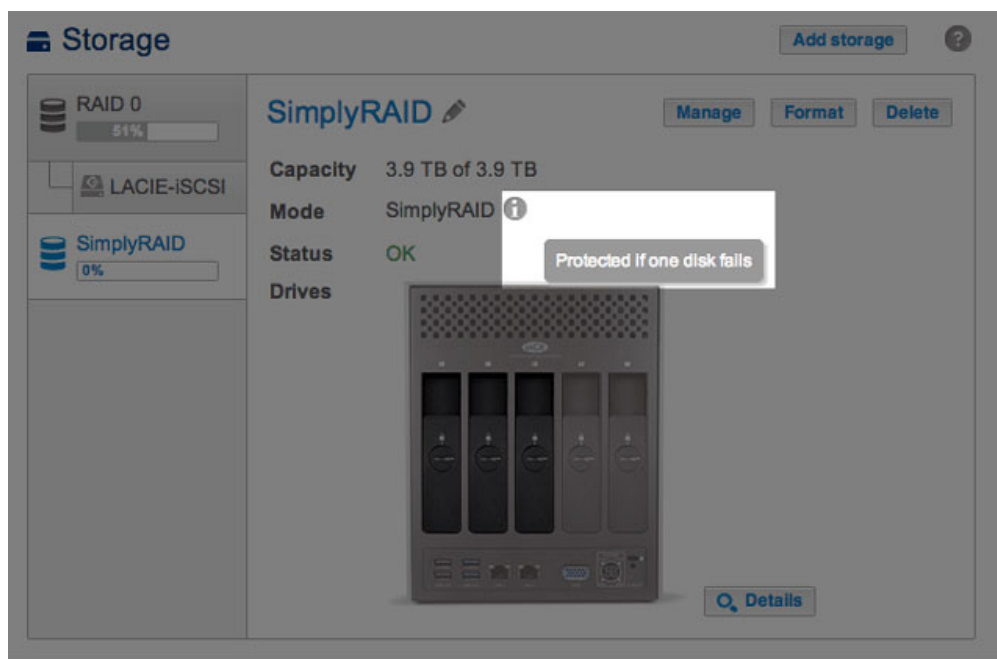 Storage
Add storage
?
RAID 0
51%
LACIE-iSCSI
SimplyRAID
0%
SimplyRAID
Manage
Format
Delete
Capacity 3.9 TB of 3.9 TB
Mode SimplyRAID i
Protected if one disk fails
Status OK
Drives
Details